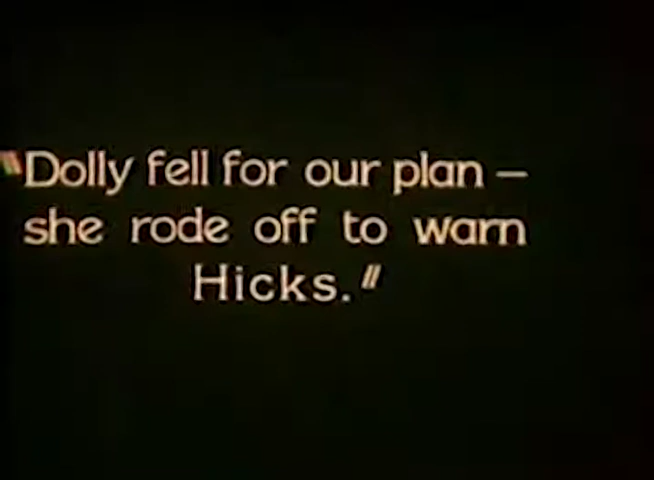 "Dolly fell for our plan —
she rode off to warn
Hicks."